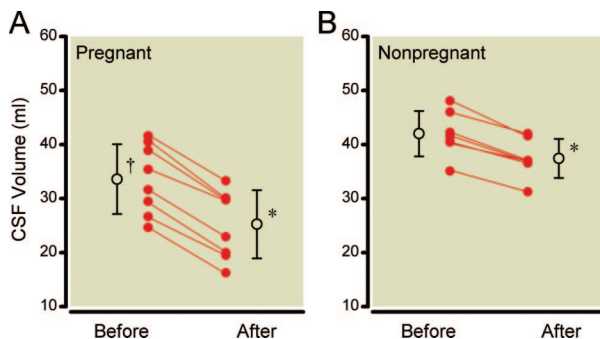 A
B
Pregnant
Nonpregnant
CSF Volume (ml)
60
50
40
30
20
10
†
*
60
50
40
30
20
10
*
Before
After
Before
After